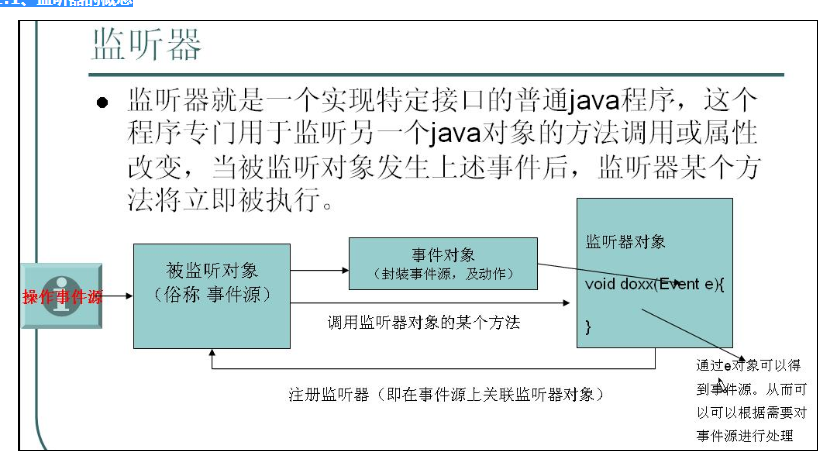 2.1、监听器的概念
监听器
● 监听器就是一个实现特定接口的普通java程序，这个
程序专门用于监听另一个java对象的方法调用或属性
改变，当被监听对象发生上述事件后，监听器某个方
法将立即被执行。
操作事件源
被监听对象
（俗称 事件源）
事件对象
（封装事件源，及动作）
调用监听器对象的某个方法
监听器对象
void doxx(Event e){
}
注册监听器（即在事件源上关联监听器对象）
通过e对象可以得
到事件源。从而可
以可以根据需要对
事件源进行处理